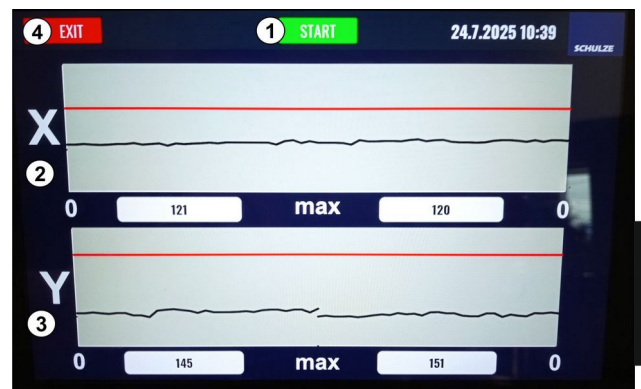 4 EXIT 1 START 24.7.2025 10:39
SCHULZE
X
2
0 121 max 120 0
Y
3
0 145 max 151 0